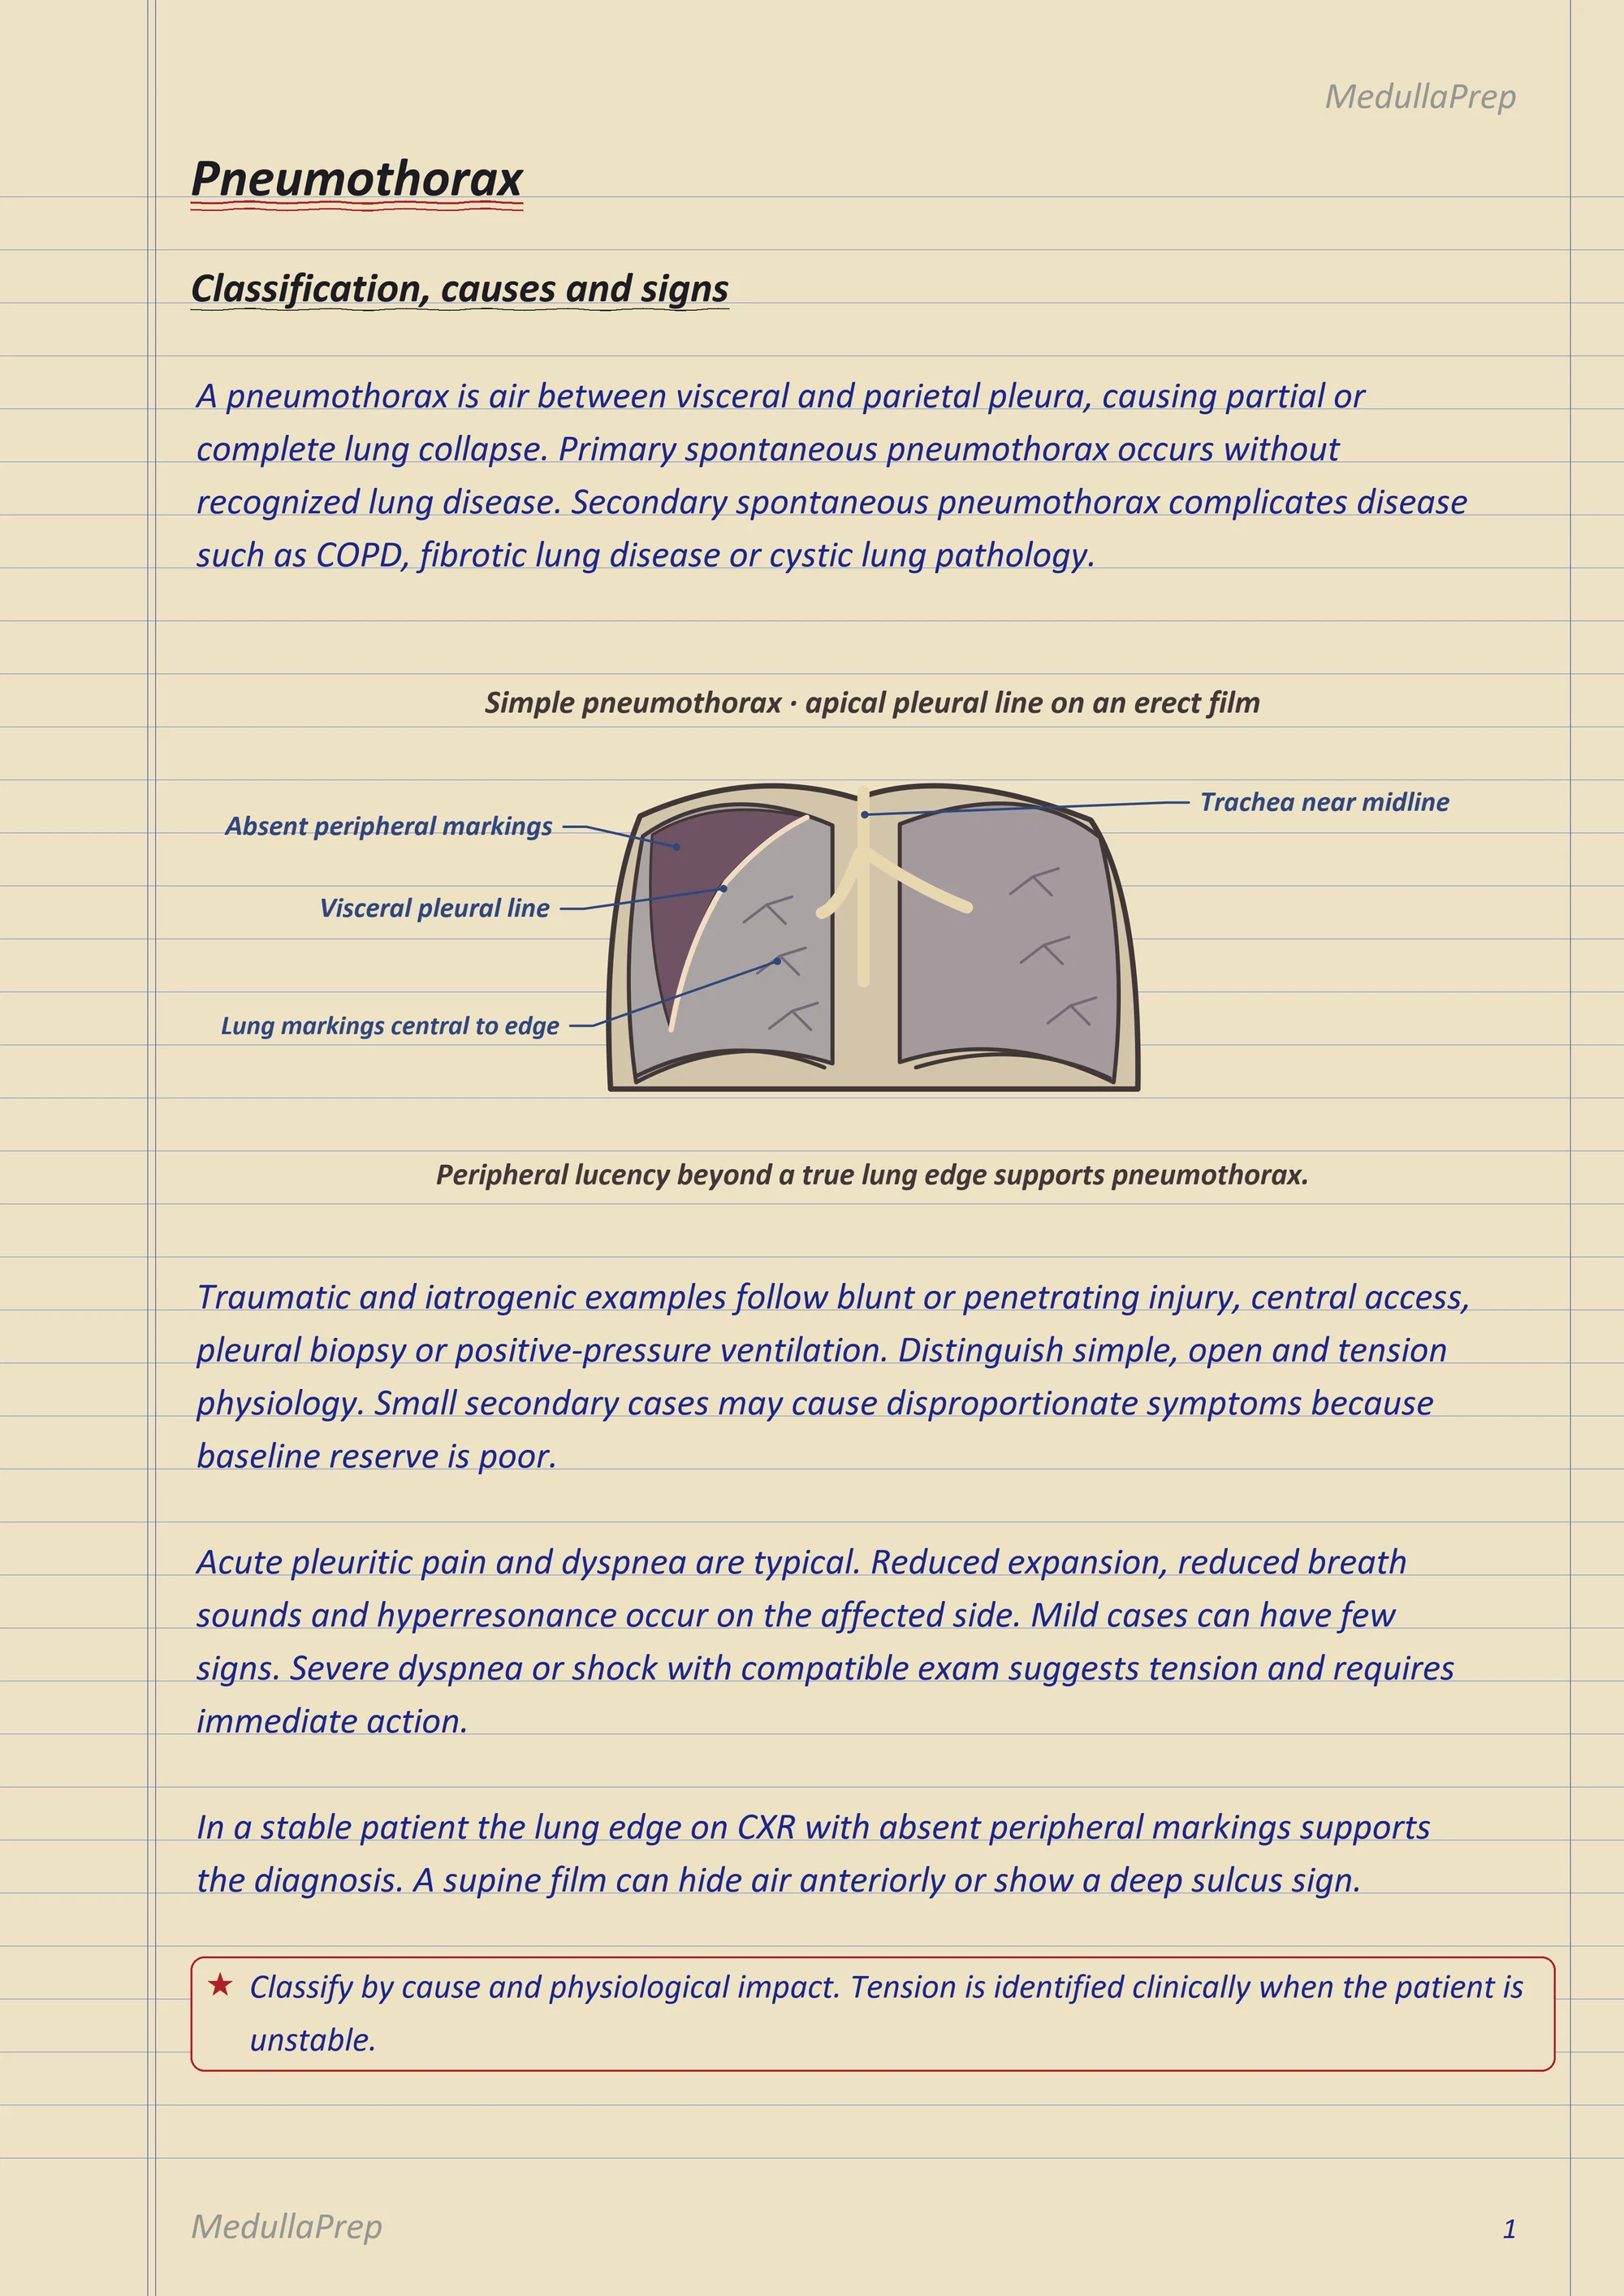 MedullaPrep
Pneumothorax
Classification, causes and signs
A pneumothorax is air between visceral and parietal pleura, causing partial or
complete lung collapse. Primary spontaneous pneumothorax occurs without
recognized lung disease. Secondary spontaneous pneumothorax complicates disease
such as COPD, fibrotic lung disease or cystic lung pathology.
Simple pneumothorax · apical pleural line on an erect film
Trachea near midline
Absent peripheral markings
Visceral pleural line
Lung markings central to edge
Peripheral lucency beyond a true lung edge supports pneumothorax.
Traumatic and iatrogenic examples follow blunt or penetrating injury, central access,
pleural biopsy or positive-pressure ventilation. Distinguish simple, open and tension
physiology. Small secondary cases may cause disproportionate symptoms because
baseline reserve is poor.
Acute pleuritic pain and dyspnea are typical. Reduced expansion, reduced breath
sounds and hyperresonance occur on the affected side. Mild cases can have few
signs. Severe dyspnea or shock with compatible exam suggests tension and requires
immediate action.
In a stable patient the lung edge on CXR with absent peripheral markings supports
the diagnosis. A supine film can hide air anteriorly or show a deep sulcus sign.
★ Classify by cause and physiological impact. Tension is identified clinically when the patient is
unstable.
MedullaPrep
1